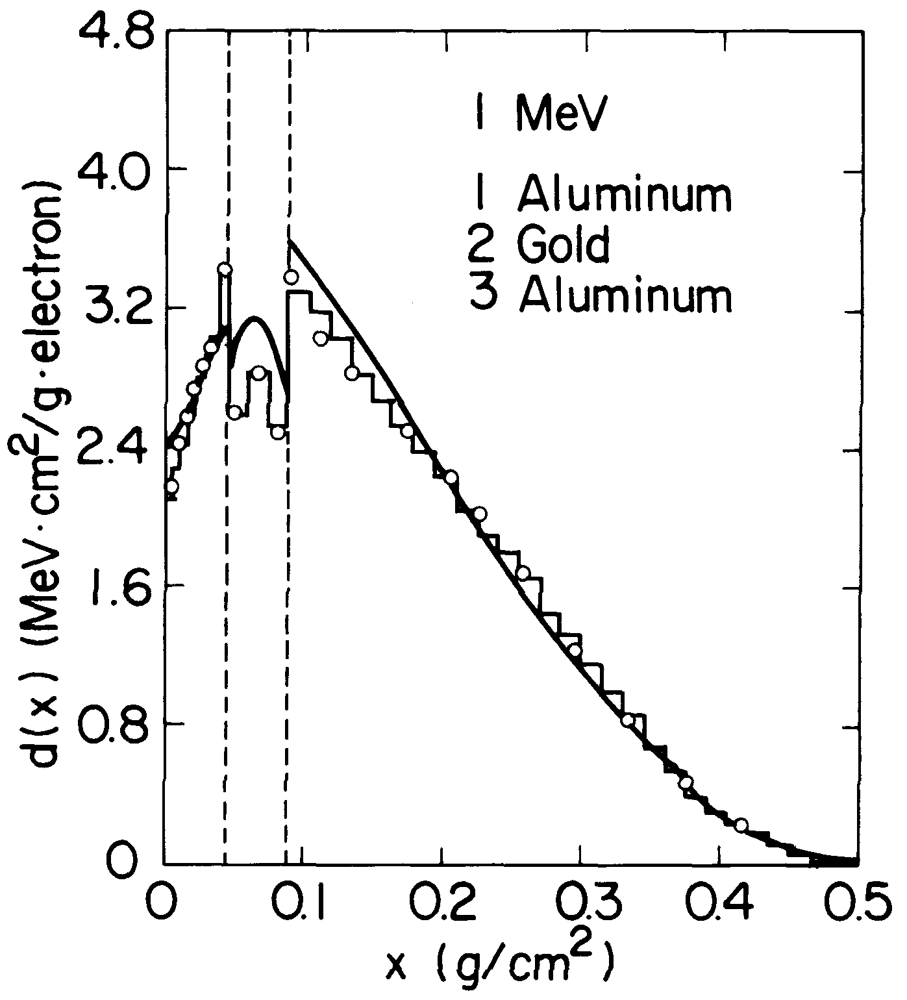 4.8
4.0
3.2
2.4
1.6
0.8
0
d(x) (MeV·cm²/g·electron)
1 MeV
1 Aluminum
2 Gold
3 Aluminum
0 0.1 0.2 0.3 0.4 0.5
x (g/cm²)